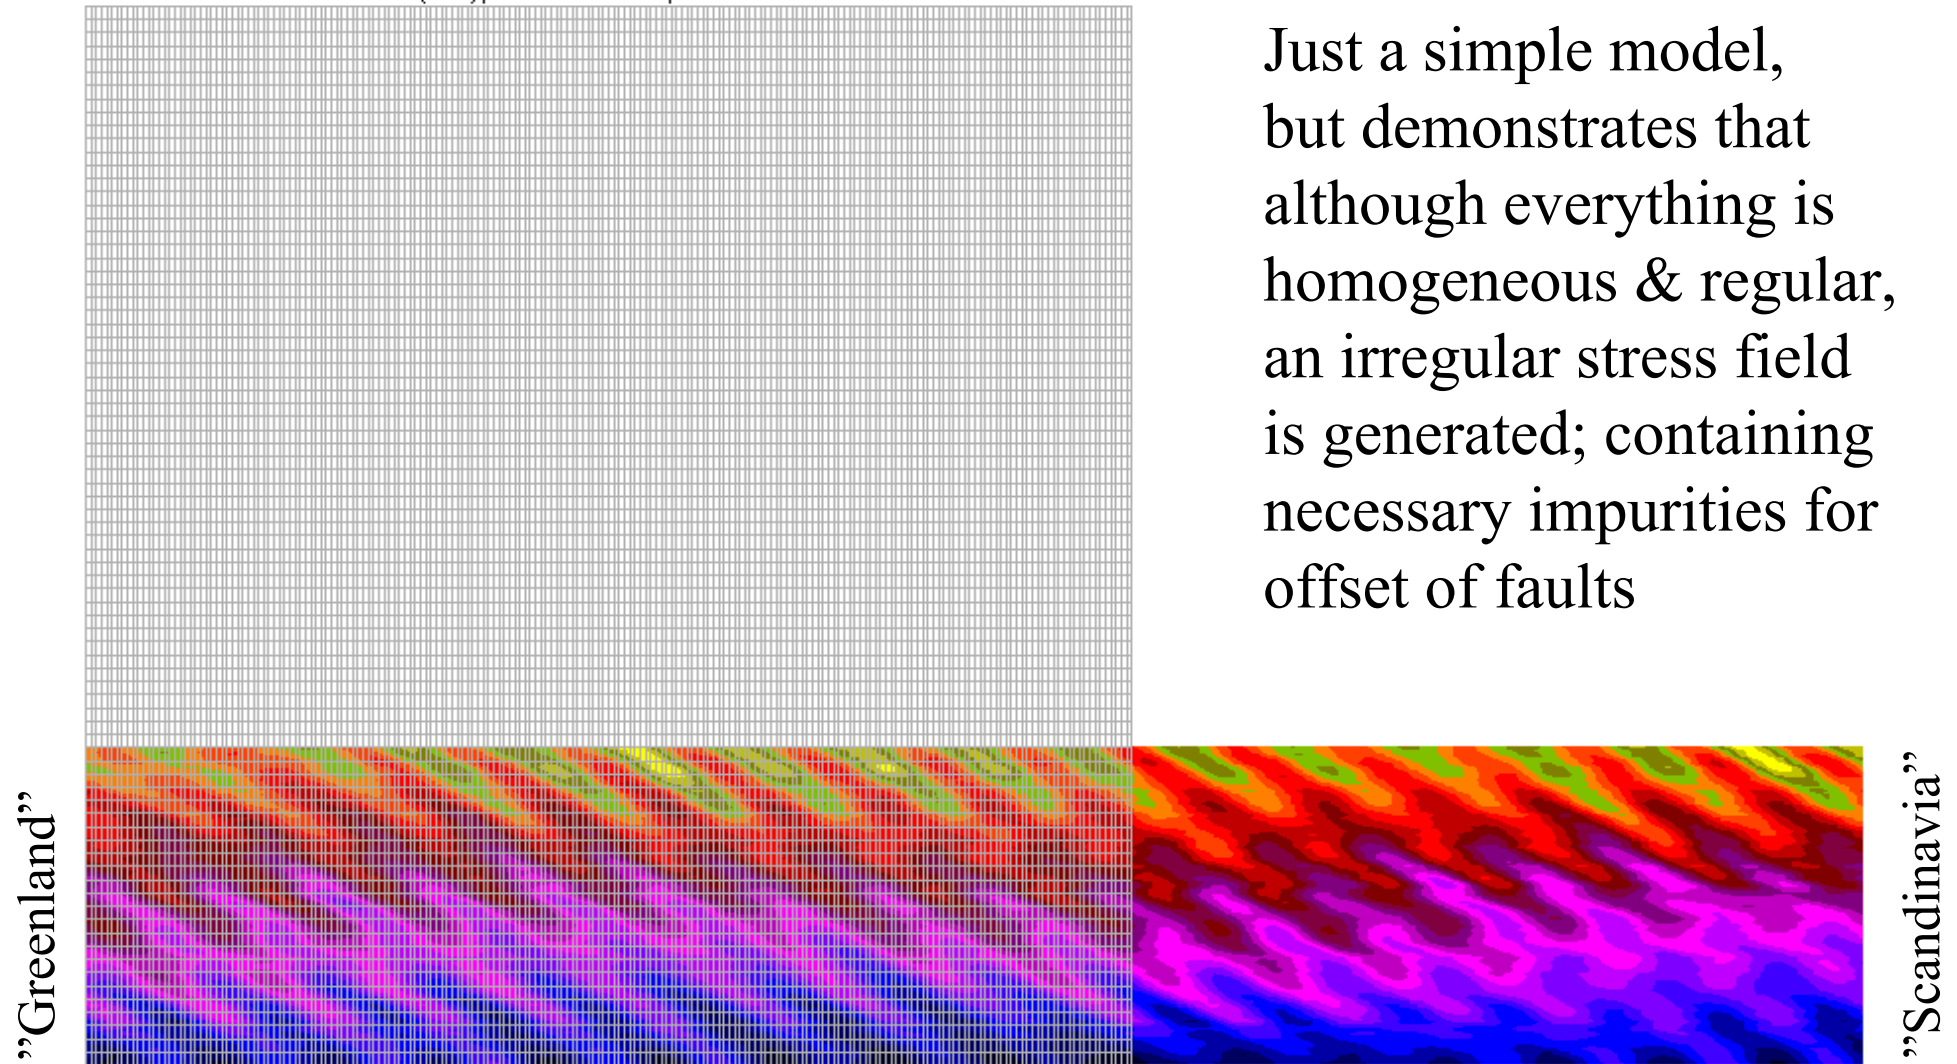 Just a simple model,
but demonstrates that
although everything is
homogeneous & regular,
an irregular stress field
is generated; containing
necessary impurities for
offset of faults
”Greenland”
”Scandinavia”